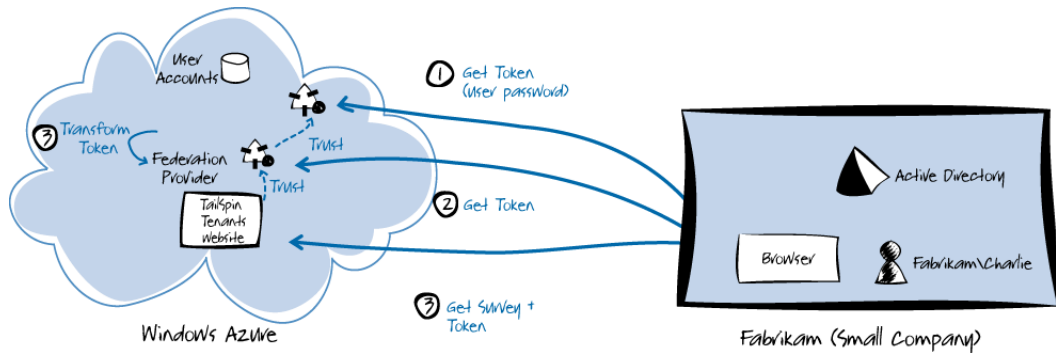 User
Accounts
1 Get Token
(user password)
3 Transform
Token
Trust
Federation
Provider
Trust
Tailspin
Tenants
Website
2 Get Token
Active Directory
Browser
Fabrikam\Charlie
3 Get Survey +
Token
Windows Azure
Fabrikam (Small Company)